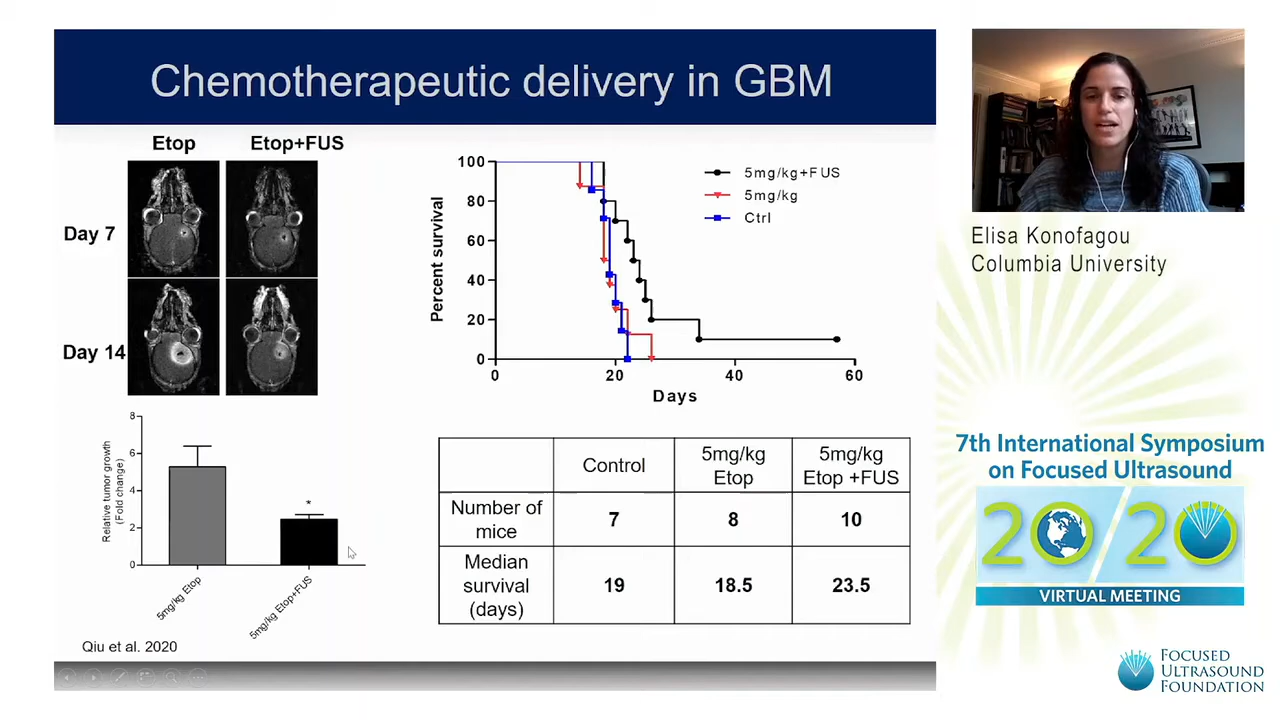 Chemotherapeutic delivery in GBM
Etop
Etop+FUS
Day 7
Day 14
8
6
4
2
0
Relative tumor growth
(Fold change)
*
5mg/kg Etop
5mg/kg Etop+FUS
Qiu et al. 2020
100
80
60
40
20
0
Percent survival
0
20
40
60
Days
5mg/kg+FUS
5mg/kg
Ctrl
Control
5mg/kg
Etop
5mg/kg
Etop +FUS
Number of
mice
7
8
10
Median
survival
(days)
19
18.5
23.5
Elisa Konofagou
Columbia University
7th International Symposium
on Focused Ultrasound
20/20
VIRTUAL MEETING
FOCUSED
ULTRASOUND
FOUNDATION